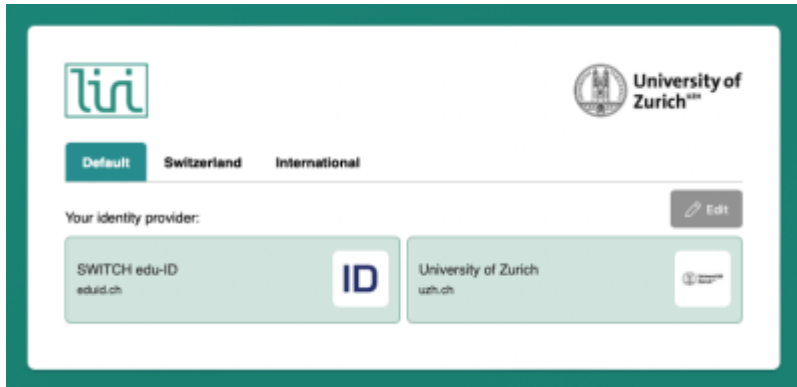 liri
University of
Zurich UZH
Default Switzerland International
Your identity provider:
Edit
SWITCH edu-ID
eduid.ch
ID
University of Zurich
uzh.ch